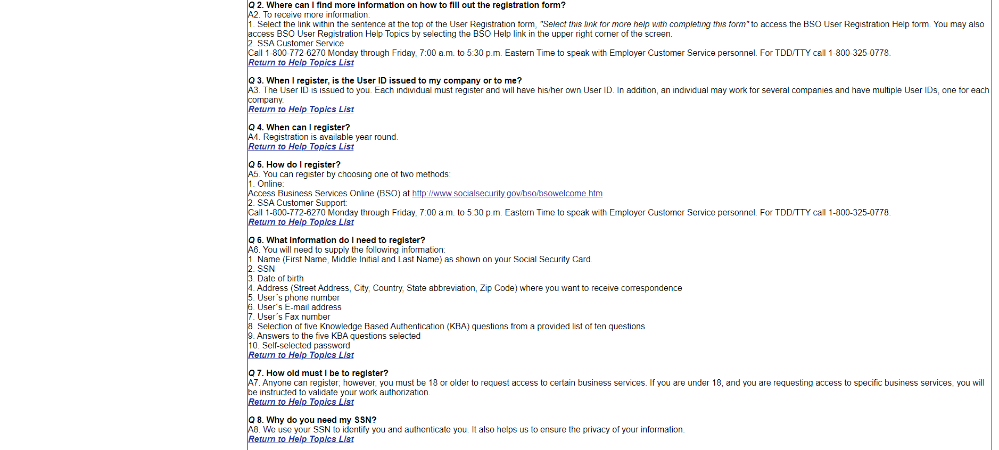 Q 2. Where can I find more information on how to fill out the registration form?
A2. To receive more information:
1. Select the link within the sentence at the top of the User Registration form, "Select this link for more help with completing this form" to access the BSO User Registration Help form. You may also
access BSO User Registration Help Topics by selecting the BSO Help link in the upper right corner of the screen.
2. SSA Customer Service
Call 1-800-772-6270 Monday through Friday, 7:00 a.m. to 5:30 p.m. Eastern Time to speak with Employer Customer Service personnel. For TDD/TTY call 1-800-325-0778.
Return to Help Topics List
Q 3. When I register, is the User ID issued to my company or to me?
A3. The User ID is issued to you. Each individual must register and will have his/her own User ID. In addition, an individual may work for several companies and have multiple User IDs, one for each
company.
Return to Help Topics List
Q 4. When can I register?
A4. Registration is available year round.
Return to Help Topics List
Q 5. How do I register?
A5. You can register by choosing one of two methods:
1. Online:
Access Business Services Online (BSO) at http://www.socialsecurity.gov/bso/bsowelcome.htm
2. SSA Customer Support:
Call 1-800-772-6270 Monday through Friday, 7:00 a.m. to 5:30 p.m. Eastern Time to speak with Employer Customer Service personnel. For TDD/TTY call 1-800-325-0778.
Return to Help Topics List
Q 6. What information do I need to register?
A6. You will need to supply the following information:
1. Name (First Name, Middle Initial and Last Name) as shown on your Social Security Card.
2. SSN
3. Date of birth
4. Address (Street Address, City, Country, State abbreviation, Zip Code) where you want to receive correspondence
5. User´s phone number
6. User´s E-mail address
7. User´s Fax number
8. Selection of five Knowledge Based Authentication (KBA) questions from a provided list of ten questions
9. Answers to the five KBA questions selected
10. Self-selected password
Return to Help Topics List
Q 7. How old must I be to register?
A7. Anyone can register; however, you must be 18 or older to request access to certain business services. If you are under 18, and you are requesting access to specific business services, you will
be instructed to validate your work authorization.
Return to Help Topics List
Q 8. Why do you need my SSN?
A8. We use your SSN to identify you and authenticate you. It also helps us to ensure the privacy of your information.
Return to Help Topics List